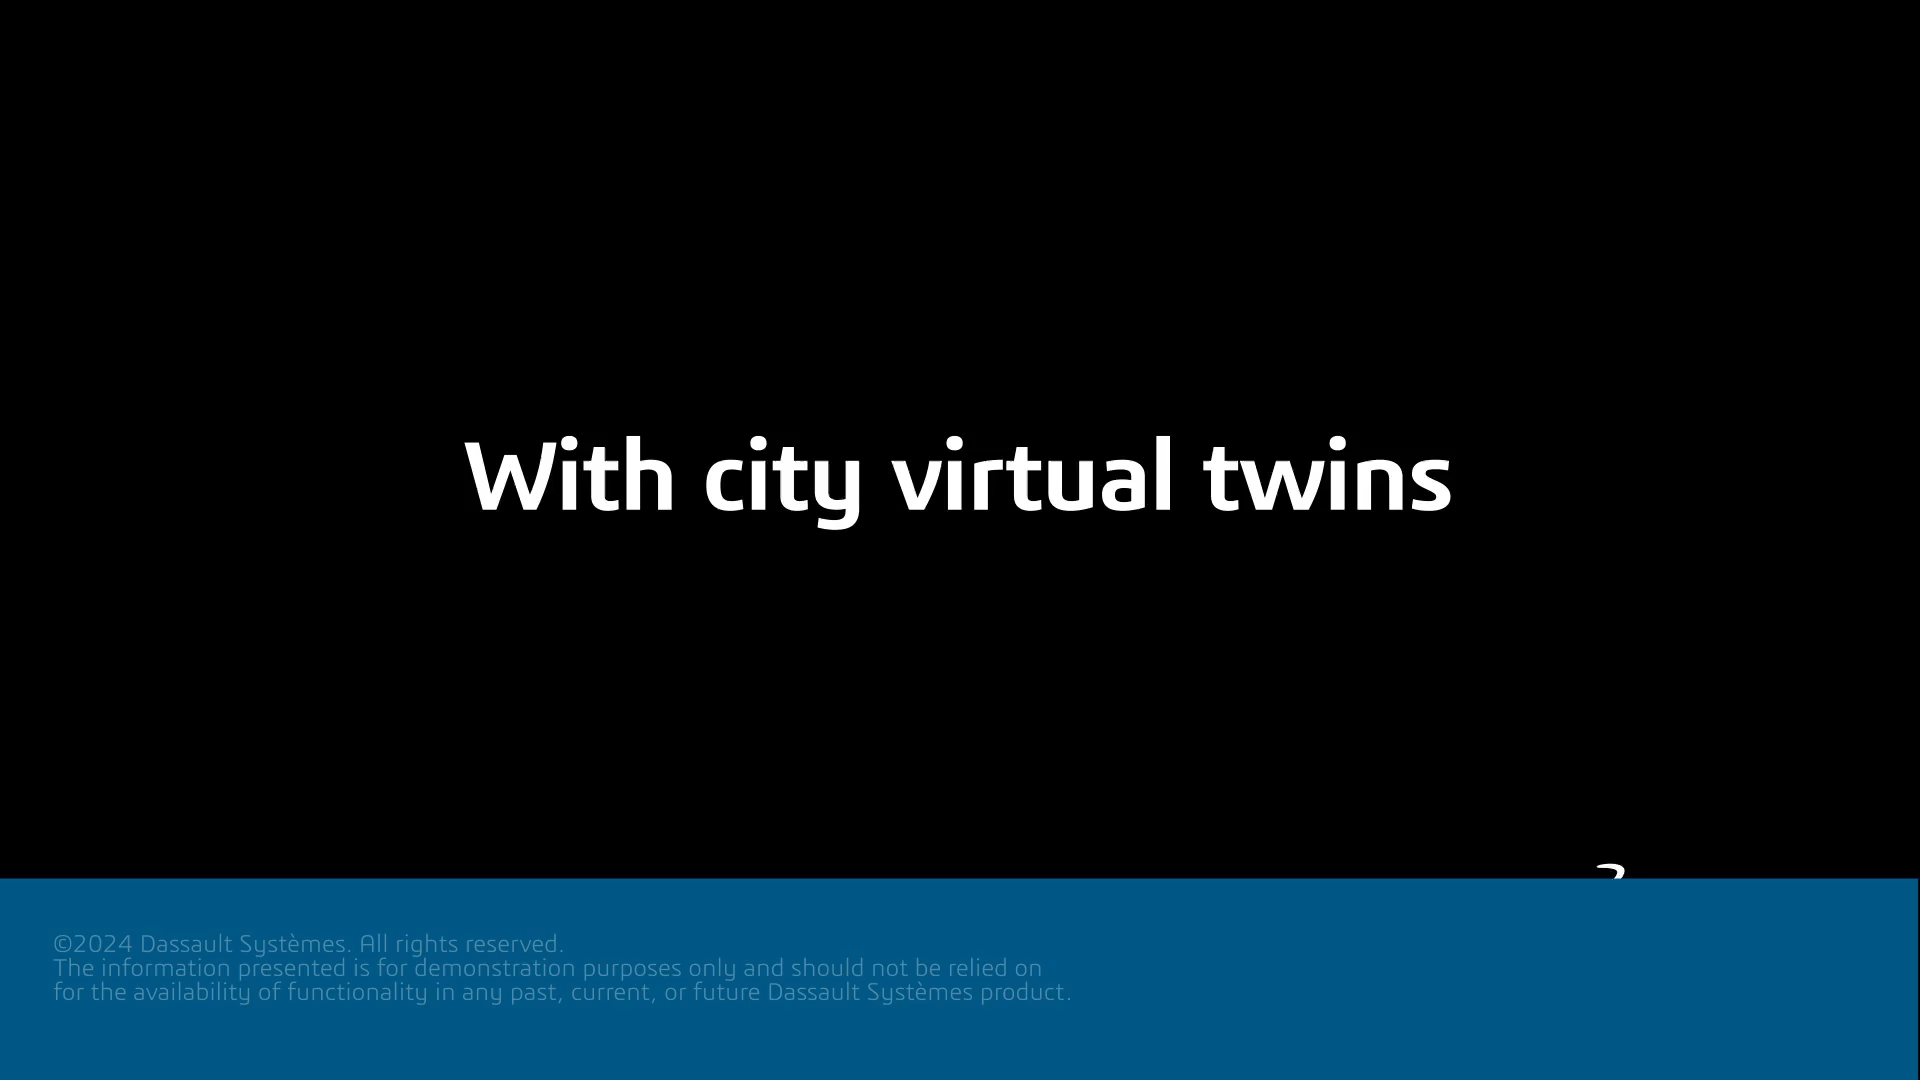 With city virtual twins
©2024 Dassault Systèmes. All rights reserved.
The information presented is for demonstration purposes only and should not be relied on
for the availability of functionality in any past, current, or future Dassault Systèmes product.